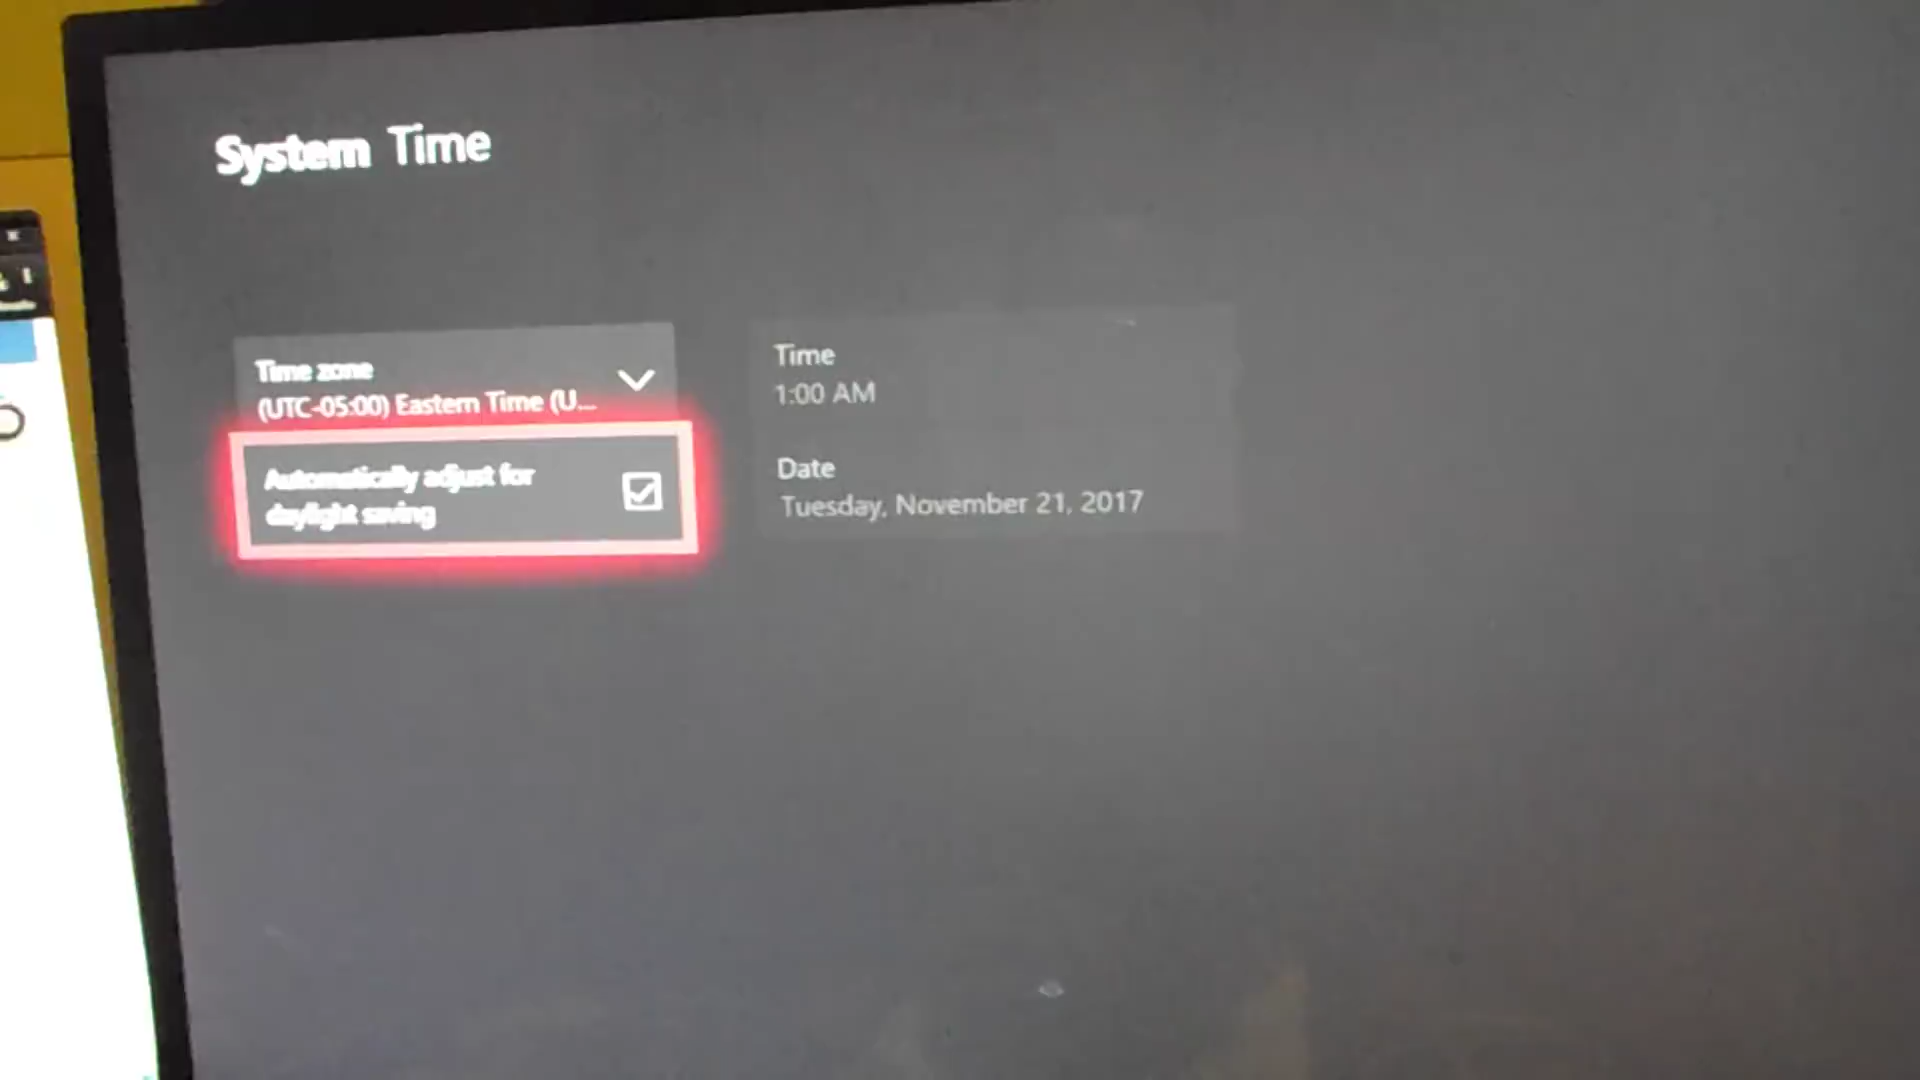 System Time
Time zone
(UTC-05:00) Eastern Time (U...
Automatically adjust for
daylight saving
Time
1:00 AM
Date
Tuesday, November 21, 2017